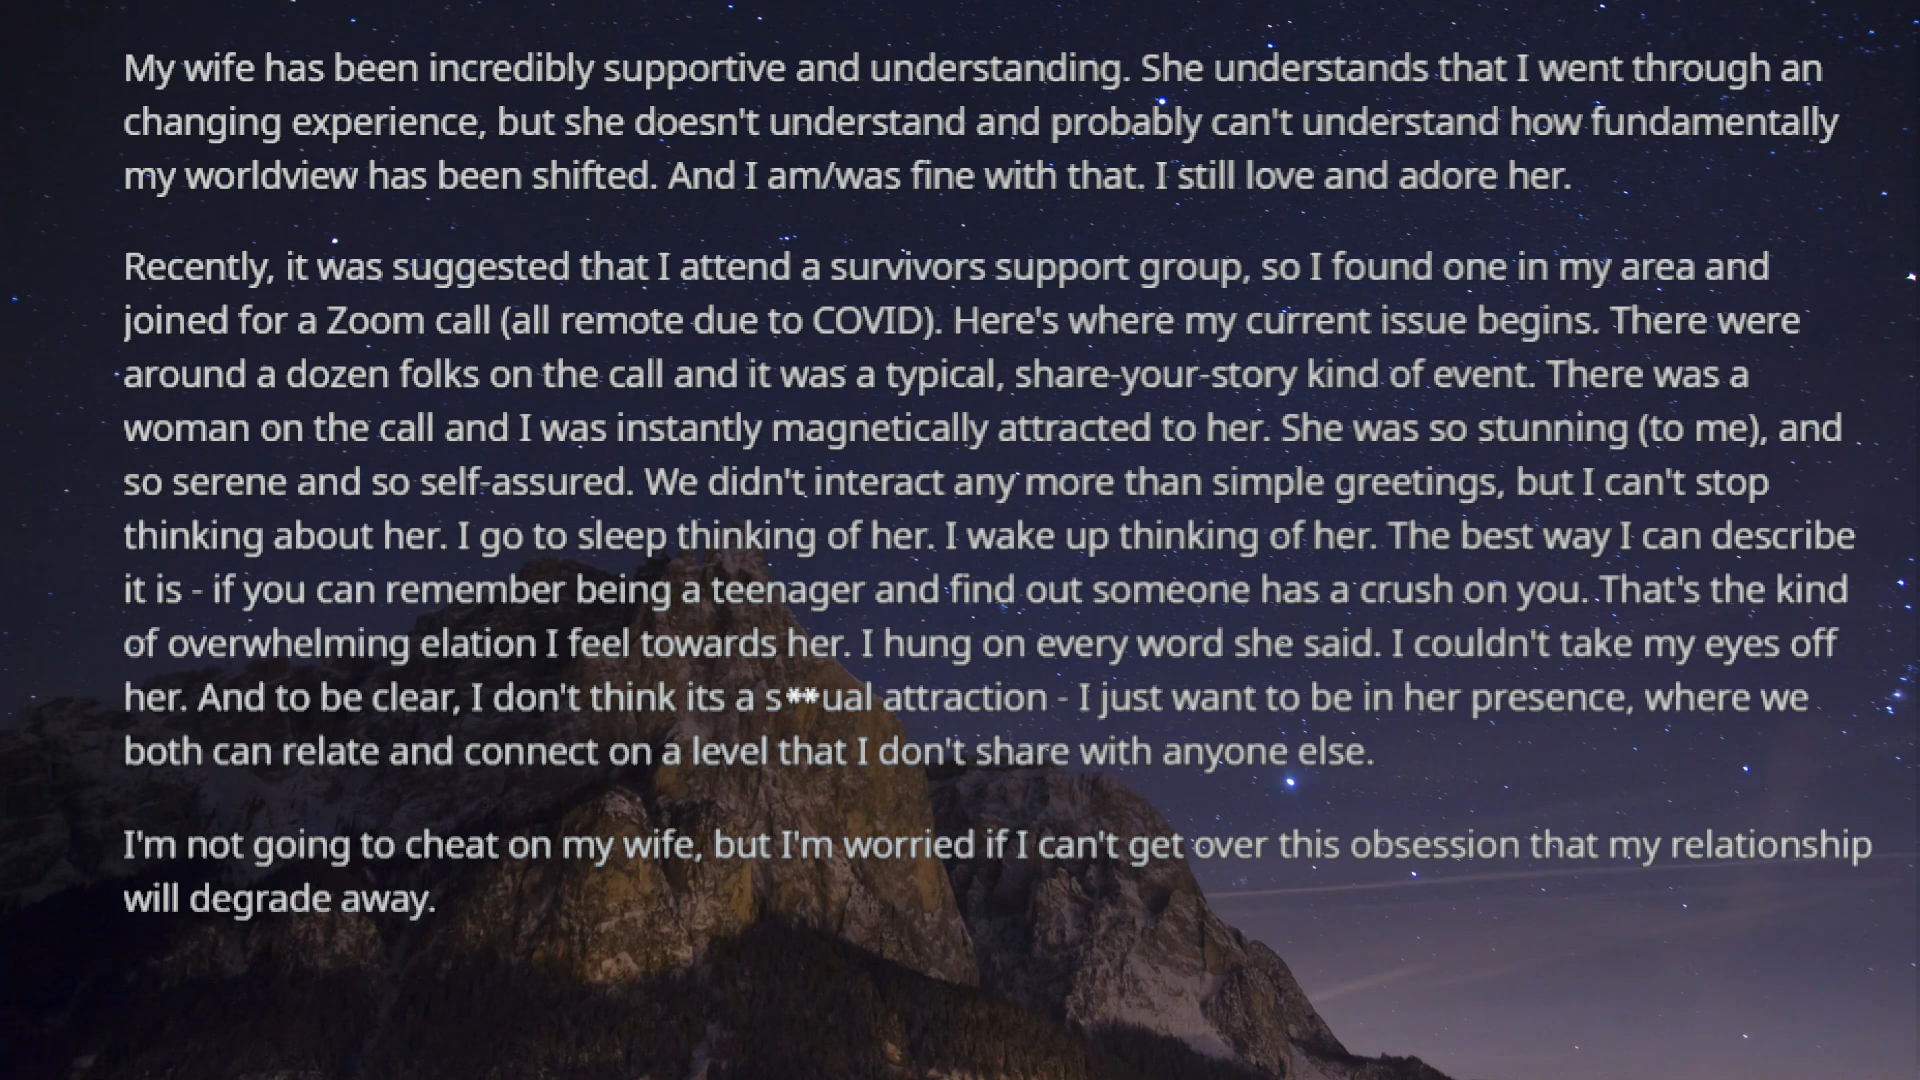 My wife has been incredibly supportive and understanding. She understands that I went through an
changing experience, but she doesn't understand and probably can't understand how fundamentally
my worldview has been shifted. And I am/was fine with that. I still love and adore her.
Recently, it was suggested that I attend a survivors support group, so I found one in my area and
joined for a Zoom call (all remote due to COVID). Here's where my current issue begins. There were
around a dozen folks on the call and it was a typical, share-your-story kind of event. There was a
woman on the call and I was instantly magnetically attracted to her. She was so stunning (to me), and
so serene and so self-assured. We didn't interact any more than simple greetings, but I can't stop
thinking about her. I go to sleep thinking of her. I wake up thinking of her. The best way I can describe
it is - if you can remember being a teenager and find out someone has a crush on you. That's the kind
of overwhelming elation I feel towards her. I hung on every word she said. I couldn't take my eyes off
her. And to be clear, I don't think its a s**ual attraction - I just want to be in her presence, where we
both can relate and connect on a level that I don't share with anyone else.
I'm not going to cheat on my wife, but I'm worried if I can't get over this obsession that my relationship
will degrade away.